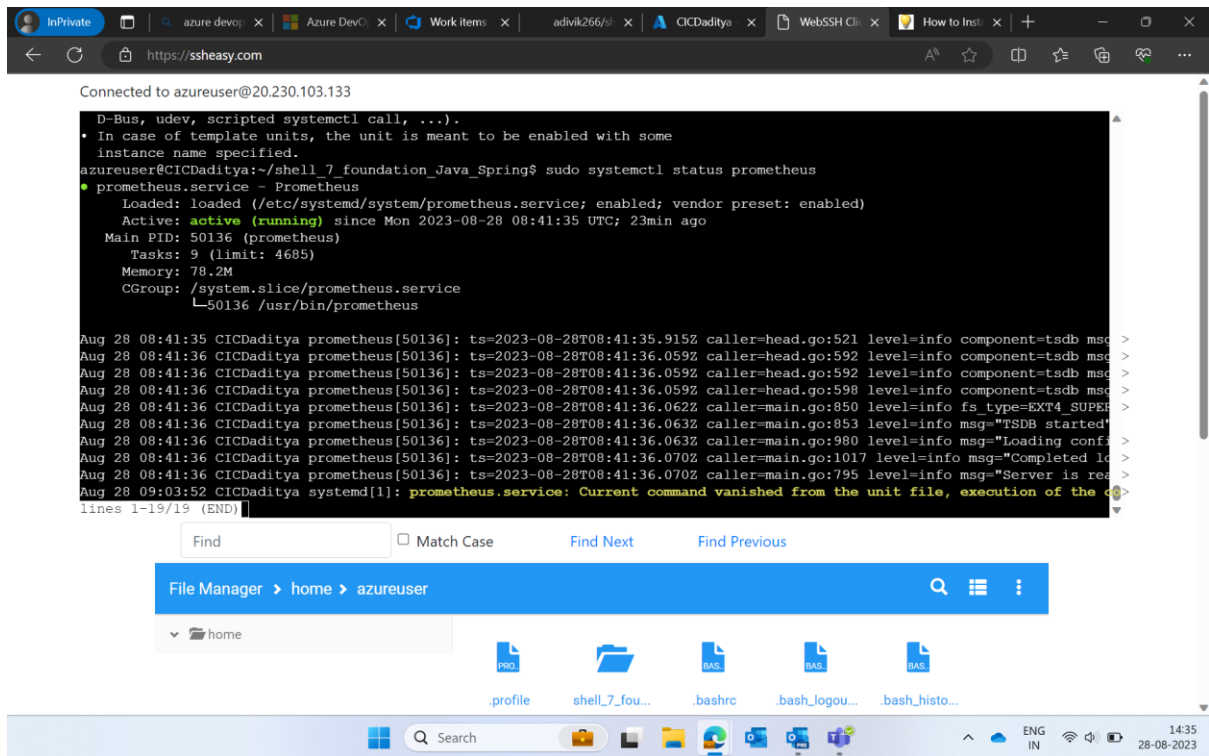 InPrivate
azure devop
Azure DevO
Work items
adivik266/sh
CICDaditya
WebSSH Clie
How to Insta
https://ssheasy.com
Connected to azureuser@20.230.103.133
D-Bus, udev, scripted systemctl call, ...).
• In case of template units, the unit is meant to be enabled with some
instance name specified.
azureuser@CICDaditya:~/shell_7_foundation_Java_Spring$ sudo systemctl status prometheus
● prometheus.service - Prometheus
Loaded: loaded (/etc/systemd/system/prometheus.service; enabled; vendor preset: enabled)
Active: active (running) since Mon 2023-08-28 08:41:35 UTC; 23min ago
Main PID: 50136 (prometheus)
Tasks: 9 (limit: 4685)
Memory: 78.2M
CGroup: /system.slice/prometheus.service
└─50136 /usr/bin/prometheus
Aug 28 08:41:35 CICDaditya prometheus[50136]: ts=2023-08-28T08:41:35.915Z caller=head.go:521 level=info component=tsdb msg >
Aug 28 08:41:36 CICDaditya prometheus[50136]: ts=2023-08-28T08:41:36.059Z caller=head.go:592 level=info component=tsdb msg >
Aug 28 08:41:36 CICDaditya prometheus[50136]: ts=2023-08-28T08:41:36.059Z caller=head.go:592 level=info component=tsdb msg >
Aug 28 08:41:36 CICDaditya prometheus[50136]: ts=2023-08-28T08:41:36.059Z caller=head.go:598 level=info component=tsdb msg >
Aug 28 08:41:36 CICDaditya prometheus[50136]: ts=2023-08-28T08:41:36.062Z caller=main.go:850 level=info fs_type=EXT4_SUPER >
Aug 28 08:41:36 CICDaditya prometheus[50136]: ts=2023-08-28T08:41:36.063Z caller=main.go:853 level=info msg="TSDB started"
Aug 28 08:41:36 CICDaditya prometheus[50136]: ts=2023-08-28T08:41:36.063Z caller=main.go:980 level=info msg="Loading confi >
Aug 28 08:41:36 CICDaditya prometheus[50136]: ts=2023-08-28T08:41:36.070Z caller=main.go:1017 level=info msg="Completed lo >
Aug 28 08:41:36 CICDaditya prometheus[50136]: ts=2023-08-28T08:41:36.070Z caller=main.go:795 level=info msg="Server is rea >
Aug 28 09:03:52 CICDaditya systemd[1]: prometheus.service: Current command vanished from the unit file, execution of the >
lines 1-19/19 (END)
Find
Match Case
Find Next
Find Previous
File Manager > home > azureuser
home
PRO..
BAS..
BAS..
BAS..
.profile
shell_7_fou...
.bashrc
.bash_logou...
.bash_histo...
Search
ENG
IN
14:35
28-08-2023